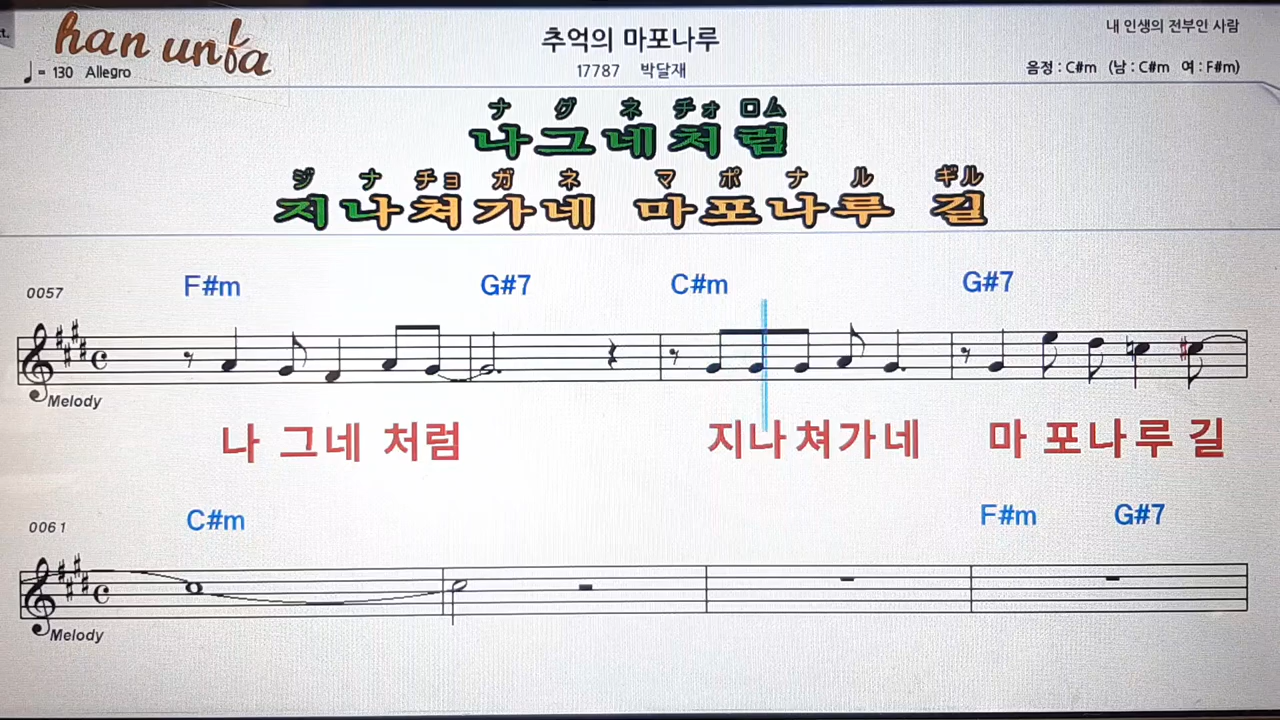 han unfa
추억의 마포나루
내 인생의 전부인 사람
♩= 130 Allegro
17787 박달재
음정 : C#m (남 : C#m 여 : F#m)
ナ グ ネ チォ ロム
나그네처럼
ジ ナ チョ ガ ネ マ ポ ナ ル ギル
지나쳐가네 마포나루 길
0057 F#m G#7 C#m G#7
Melody
나 그네 처럼 지나 쳐가네 마 포나루 길
0061 C#m F#m G#7
Melody